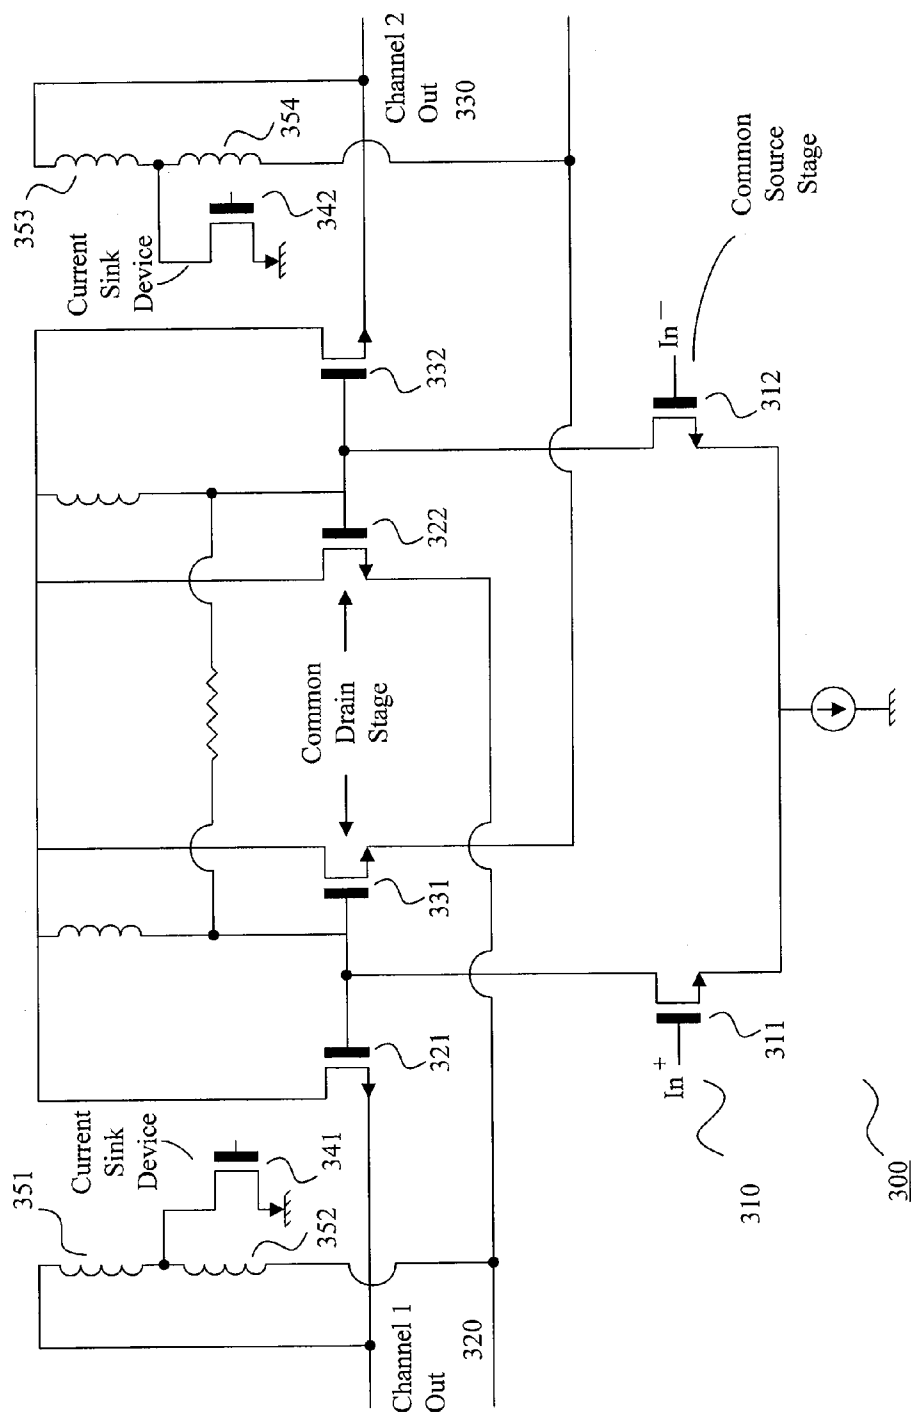 351
Current
Sink
Device
341
352
Channel 1
Out
320
321
331
Common
Drain
Stage
322
332
353
354
Current
Sink
Device
342
Channel 2
Out
330
In+
311
310
In−
312
Common
Source
Stage
300